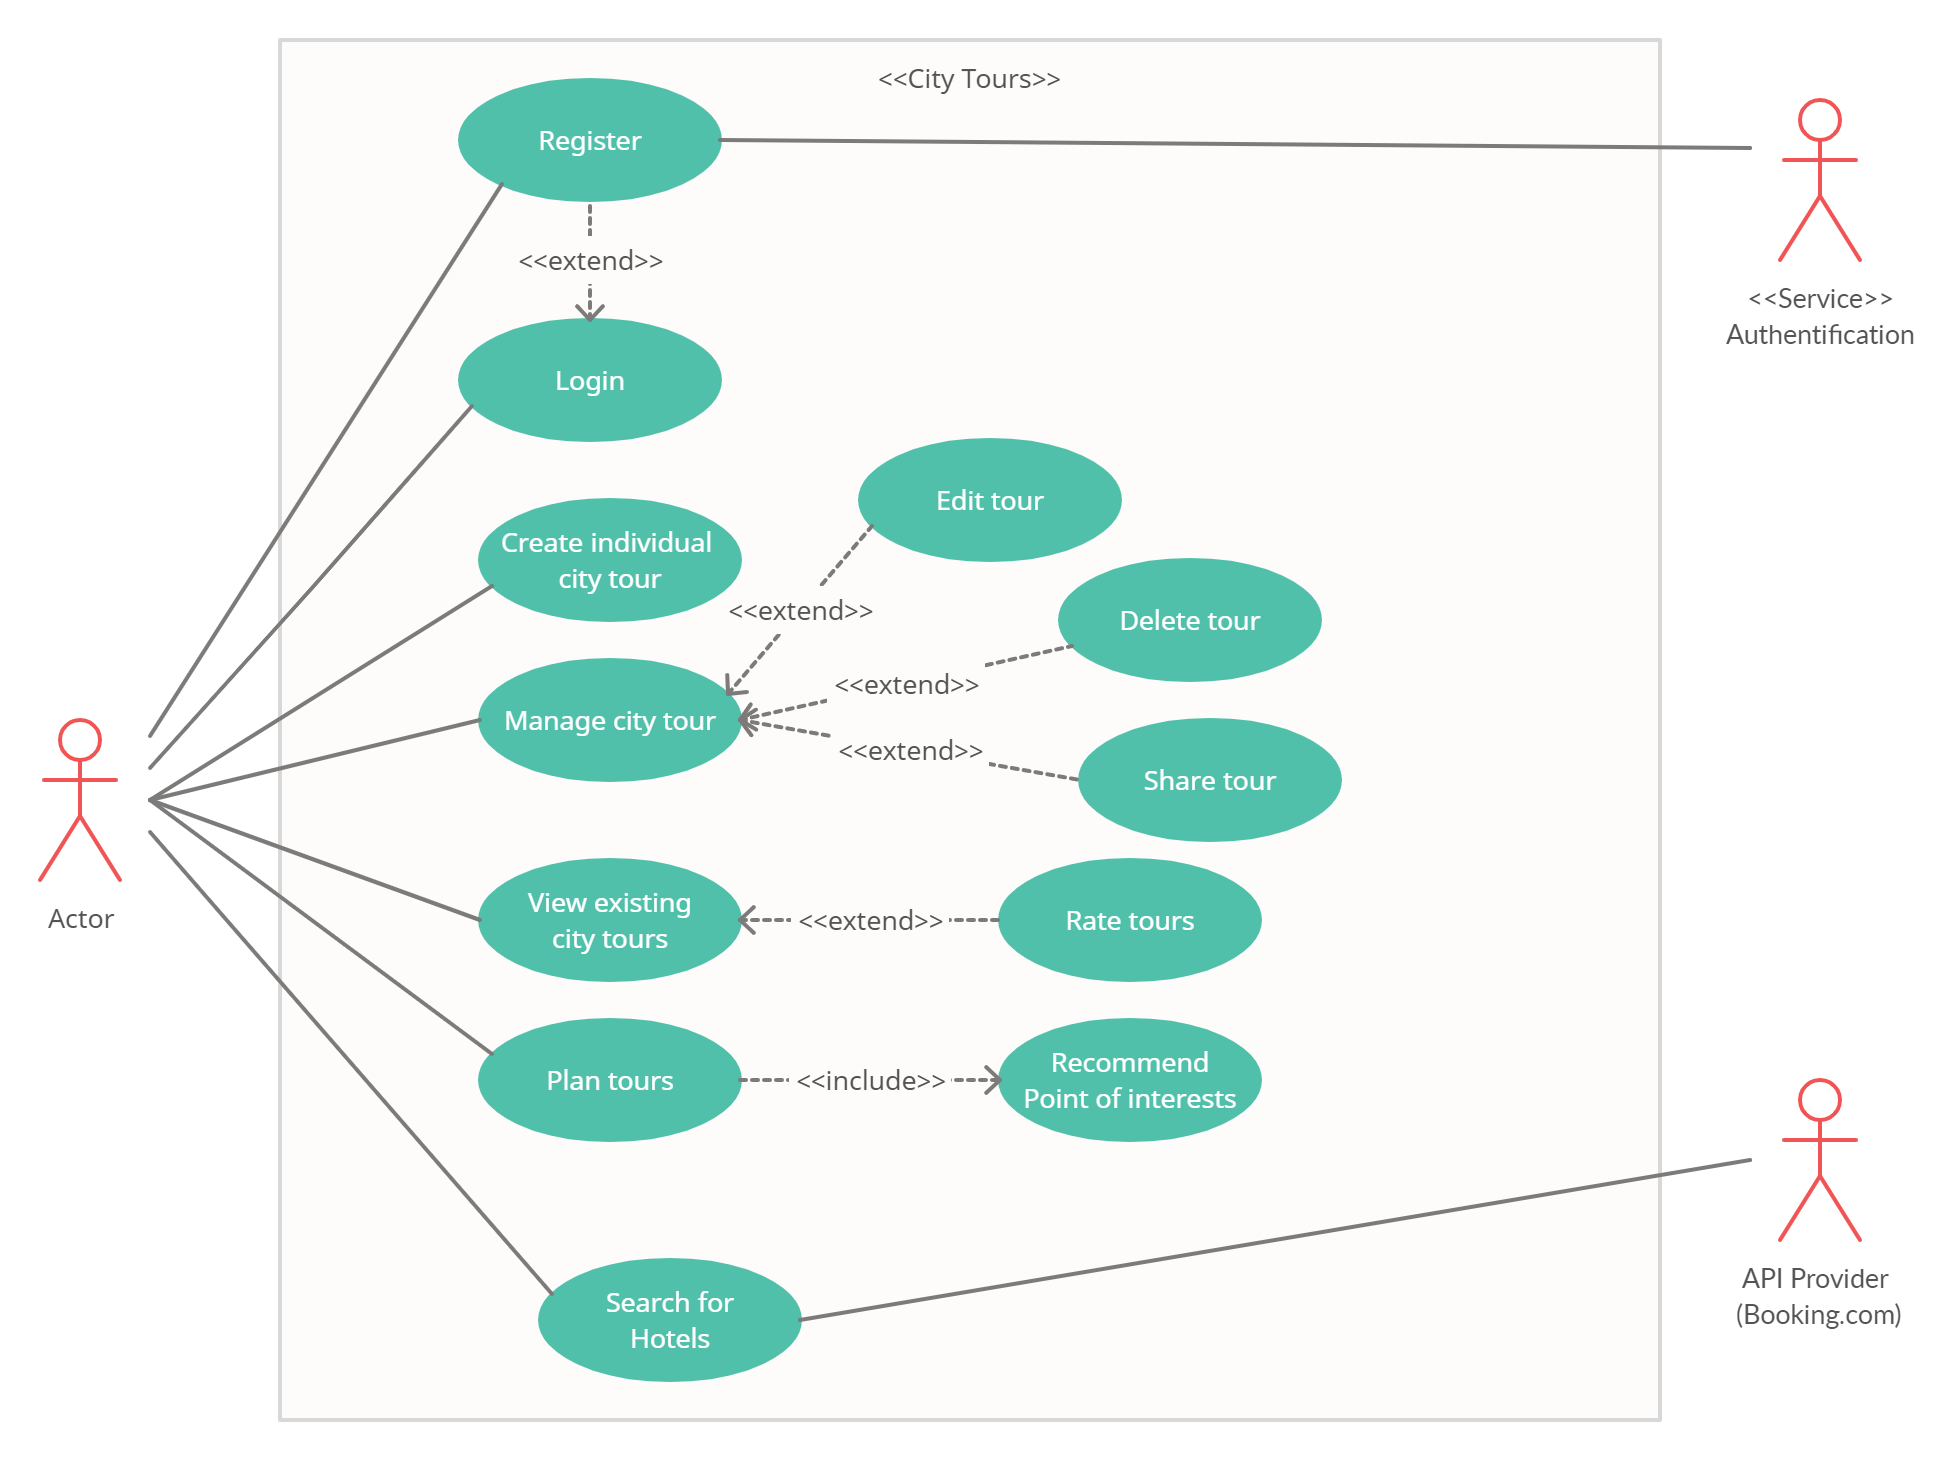 <<City Tours>>
Register
<<extend>>
<<Service>>
Authentification
Login
Edit tour
Create individual
city tour
<<extend>>
Delete tour
<<extend>>
Manage city tour
<<extend>>
Share tour
Actor
View existing
city tours
<<extend>>
Rate tours
Plan tours
<<include>>
Recommend
Point of interests
API Provider
(Booking.com)
Search for
Hotels